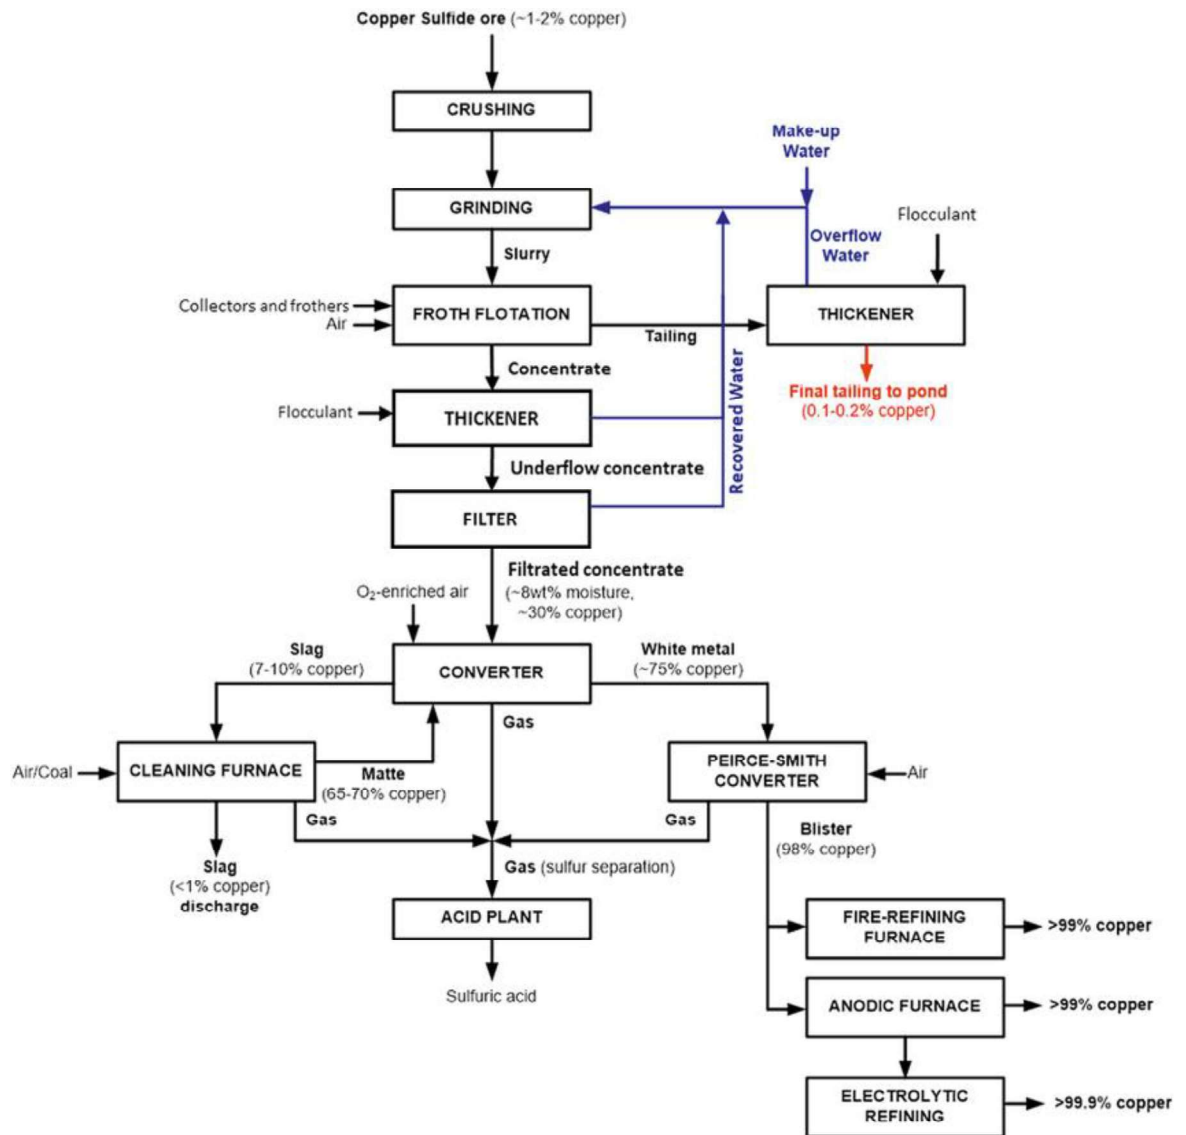 Copper Sulfide ore (~1-2% copper)
CRUSHING
Make-up
Water
GRINDING
Flocculant
Overflow
Water
Slurry
Collectors and frothers
Air
FROTH FLOTATION
THICKENER
Tailing
Concentrate
Final tailing to pond
(0.1-0.2% copper)
Flocculant
THICKENER
Recovered Water
Underflow concentrate
FILTER
Filtrated concentrate
(~8wt% moisture,
~30% copper)
O₂-enriched air
Slag
(7-10% copper)
CONVERTER
White metal
(~75% copper)
Gas
Air/Coal
CLEANING FURNACE
Matte
(65-70% copper)
PEIRCE-SMITH
CONVERTER
Air
Gas
Gas
Blister
(98% copper)
Slag
(<1% copper)
discharge
Gas (sulfur separation)
ACID PLANT
FIRE-REFINING
FURNACE
>99% copper
Sulfuric acid
ANODIC FURNACE
>99% copper
ELECTROLYTIC
REFINING
>99.9% copper